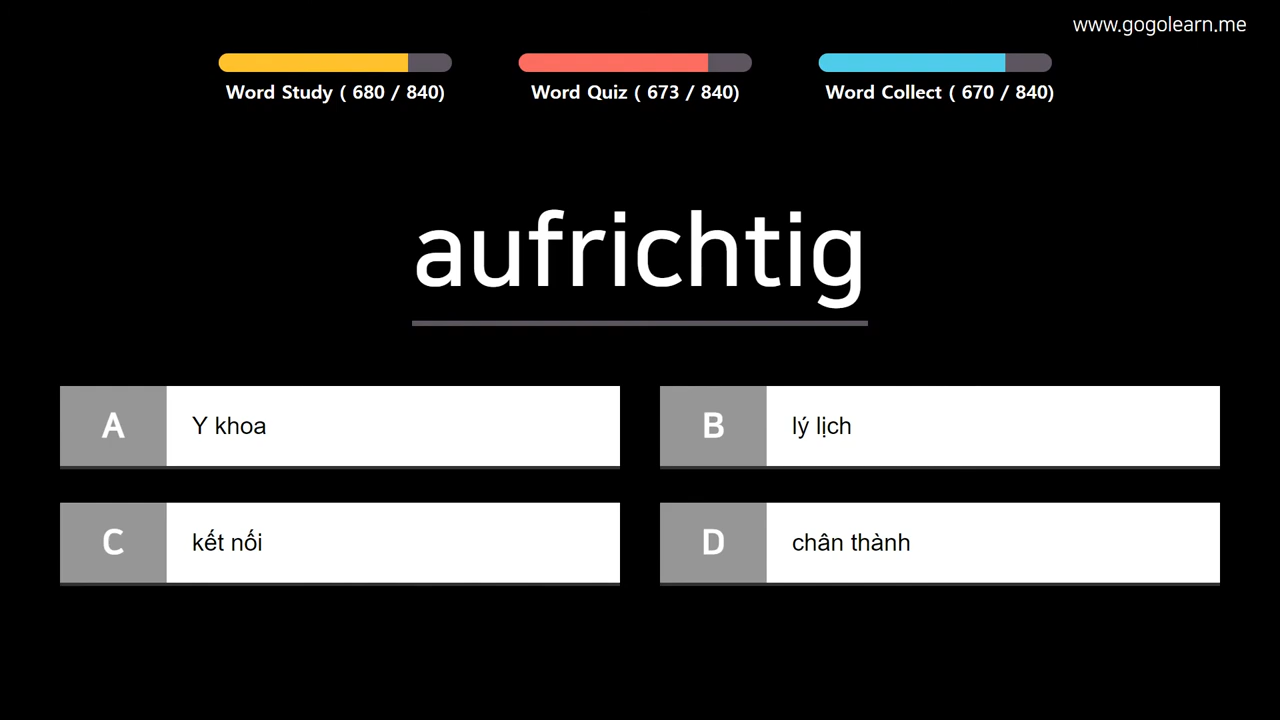 www.gogolearn.me
Word Study ( 680 / 840)
Word Quiz ( 673 / 840)
Word Collect ( 670 / 840)
aufrichtig
A
Y khoa
B
lý lịch
C
kết nối
D
chân thành